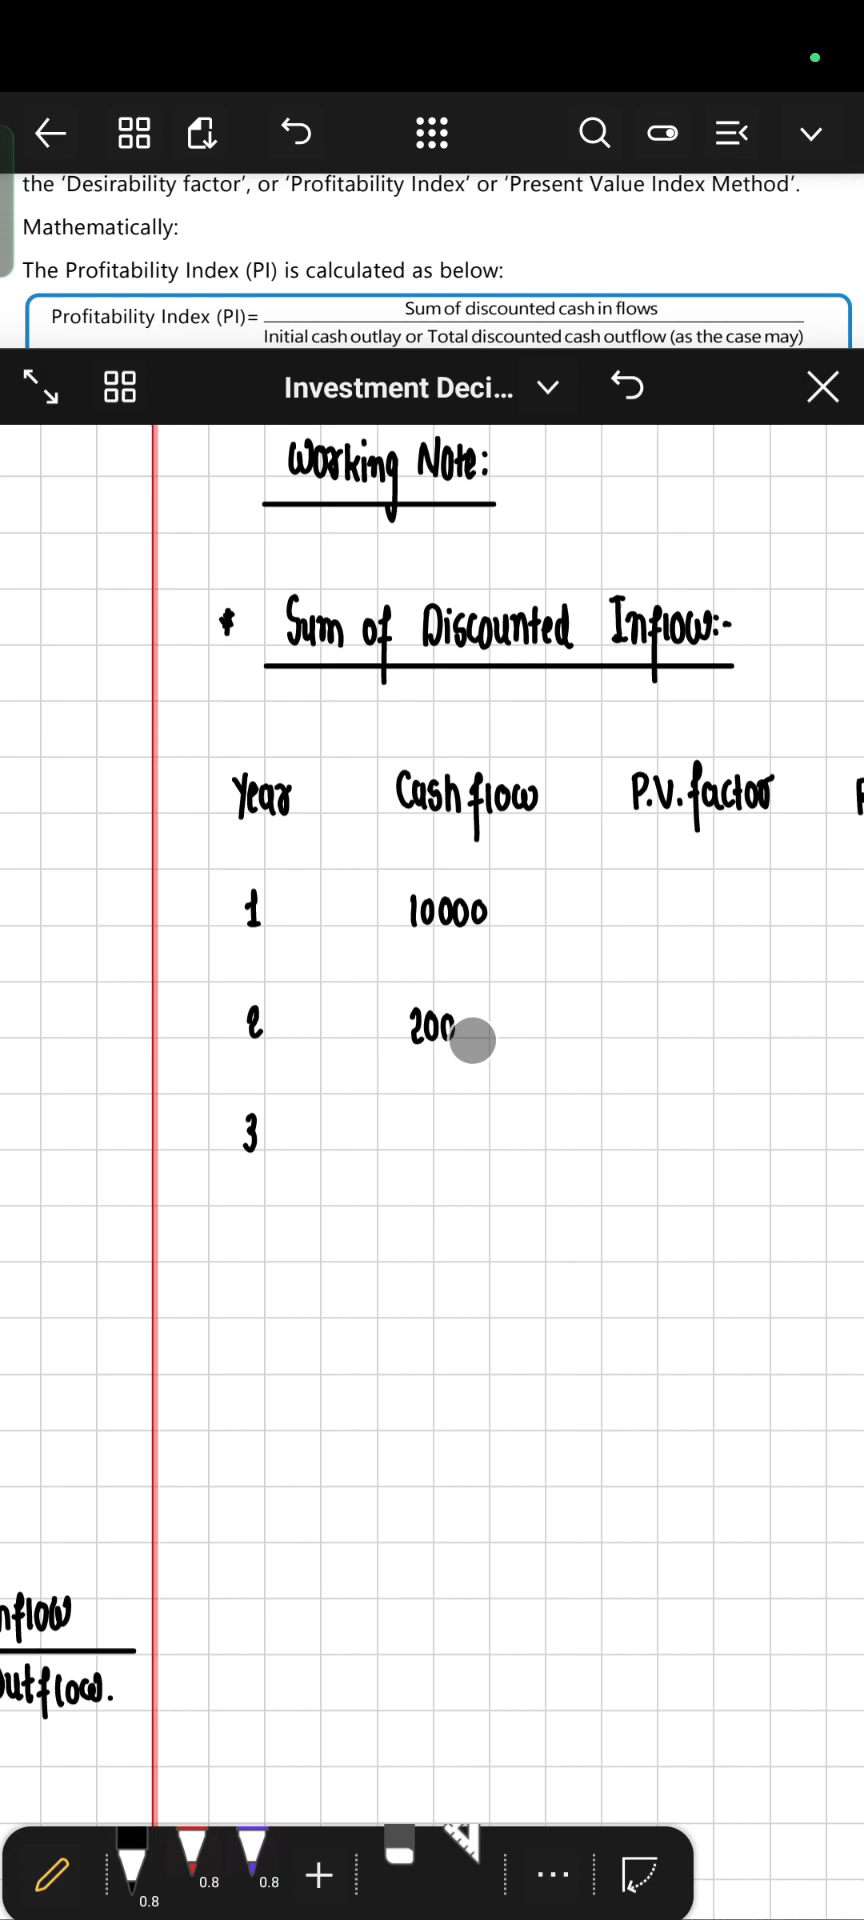 the ‘Desirability factor’, or ‘Profitability Index’ or ‘Present Value Index Method’.
Mathematically:
The Profitability Index (PI) is calculated as below:
Profitability Index (PI)= Sum of discounted cash in flows
Initial cash outlay or Total discounted cash outflow (as the case may)
Investment Deci...
Working Note:
* Sum of Discounted Inflow:-
Year Cash flow P.V. factor
1 10000
2 200
3
nflow
outflow.
0.8 0.8 0.8